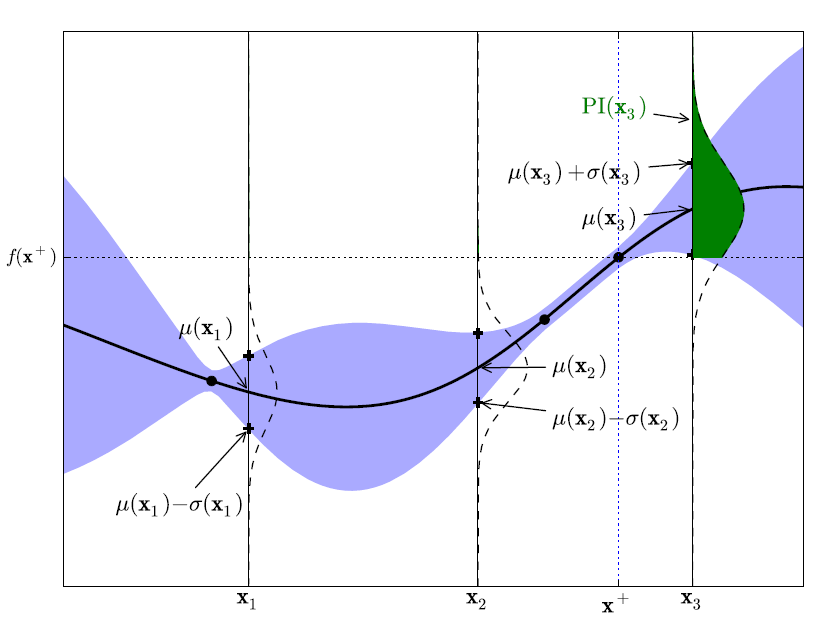 PI(x₃)
μ(x₃)+σ(x₃)
μ(x₃)
f(x⁺)
μ(x₁)
μ(x₂)
μ(x₂)−σ(x₂)
μ(x₁)−σ(x₁)
x₁ x₂ x⁺ x₃